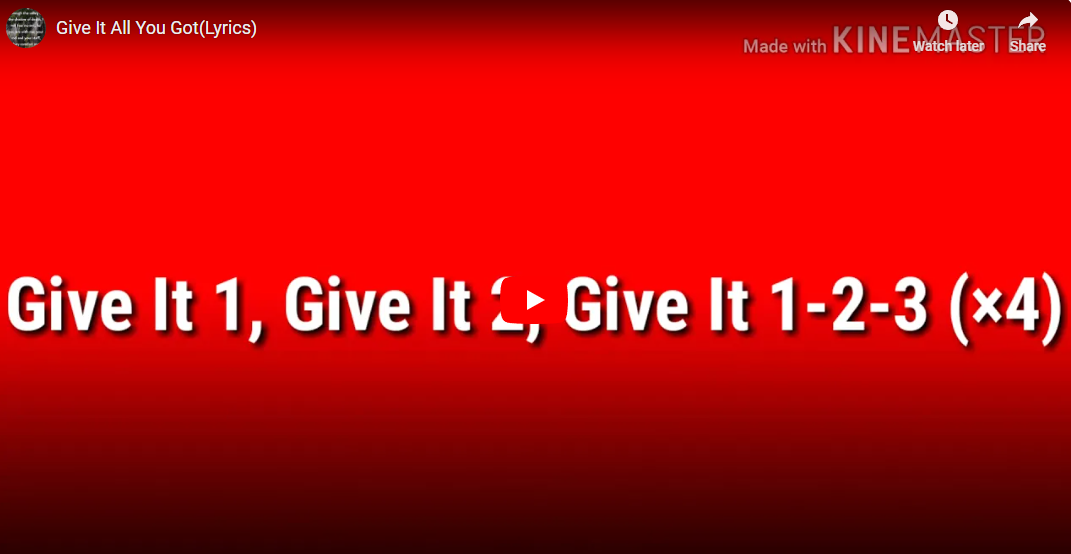 Give It All You Got(Lyrics)
Made with KINEMASTER
Watch later
Share
Give It 1, Give It 2, Give It 1-2-3 (×4)